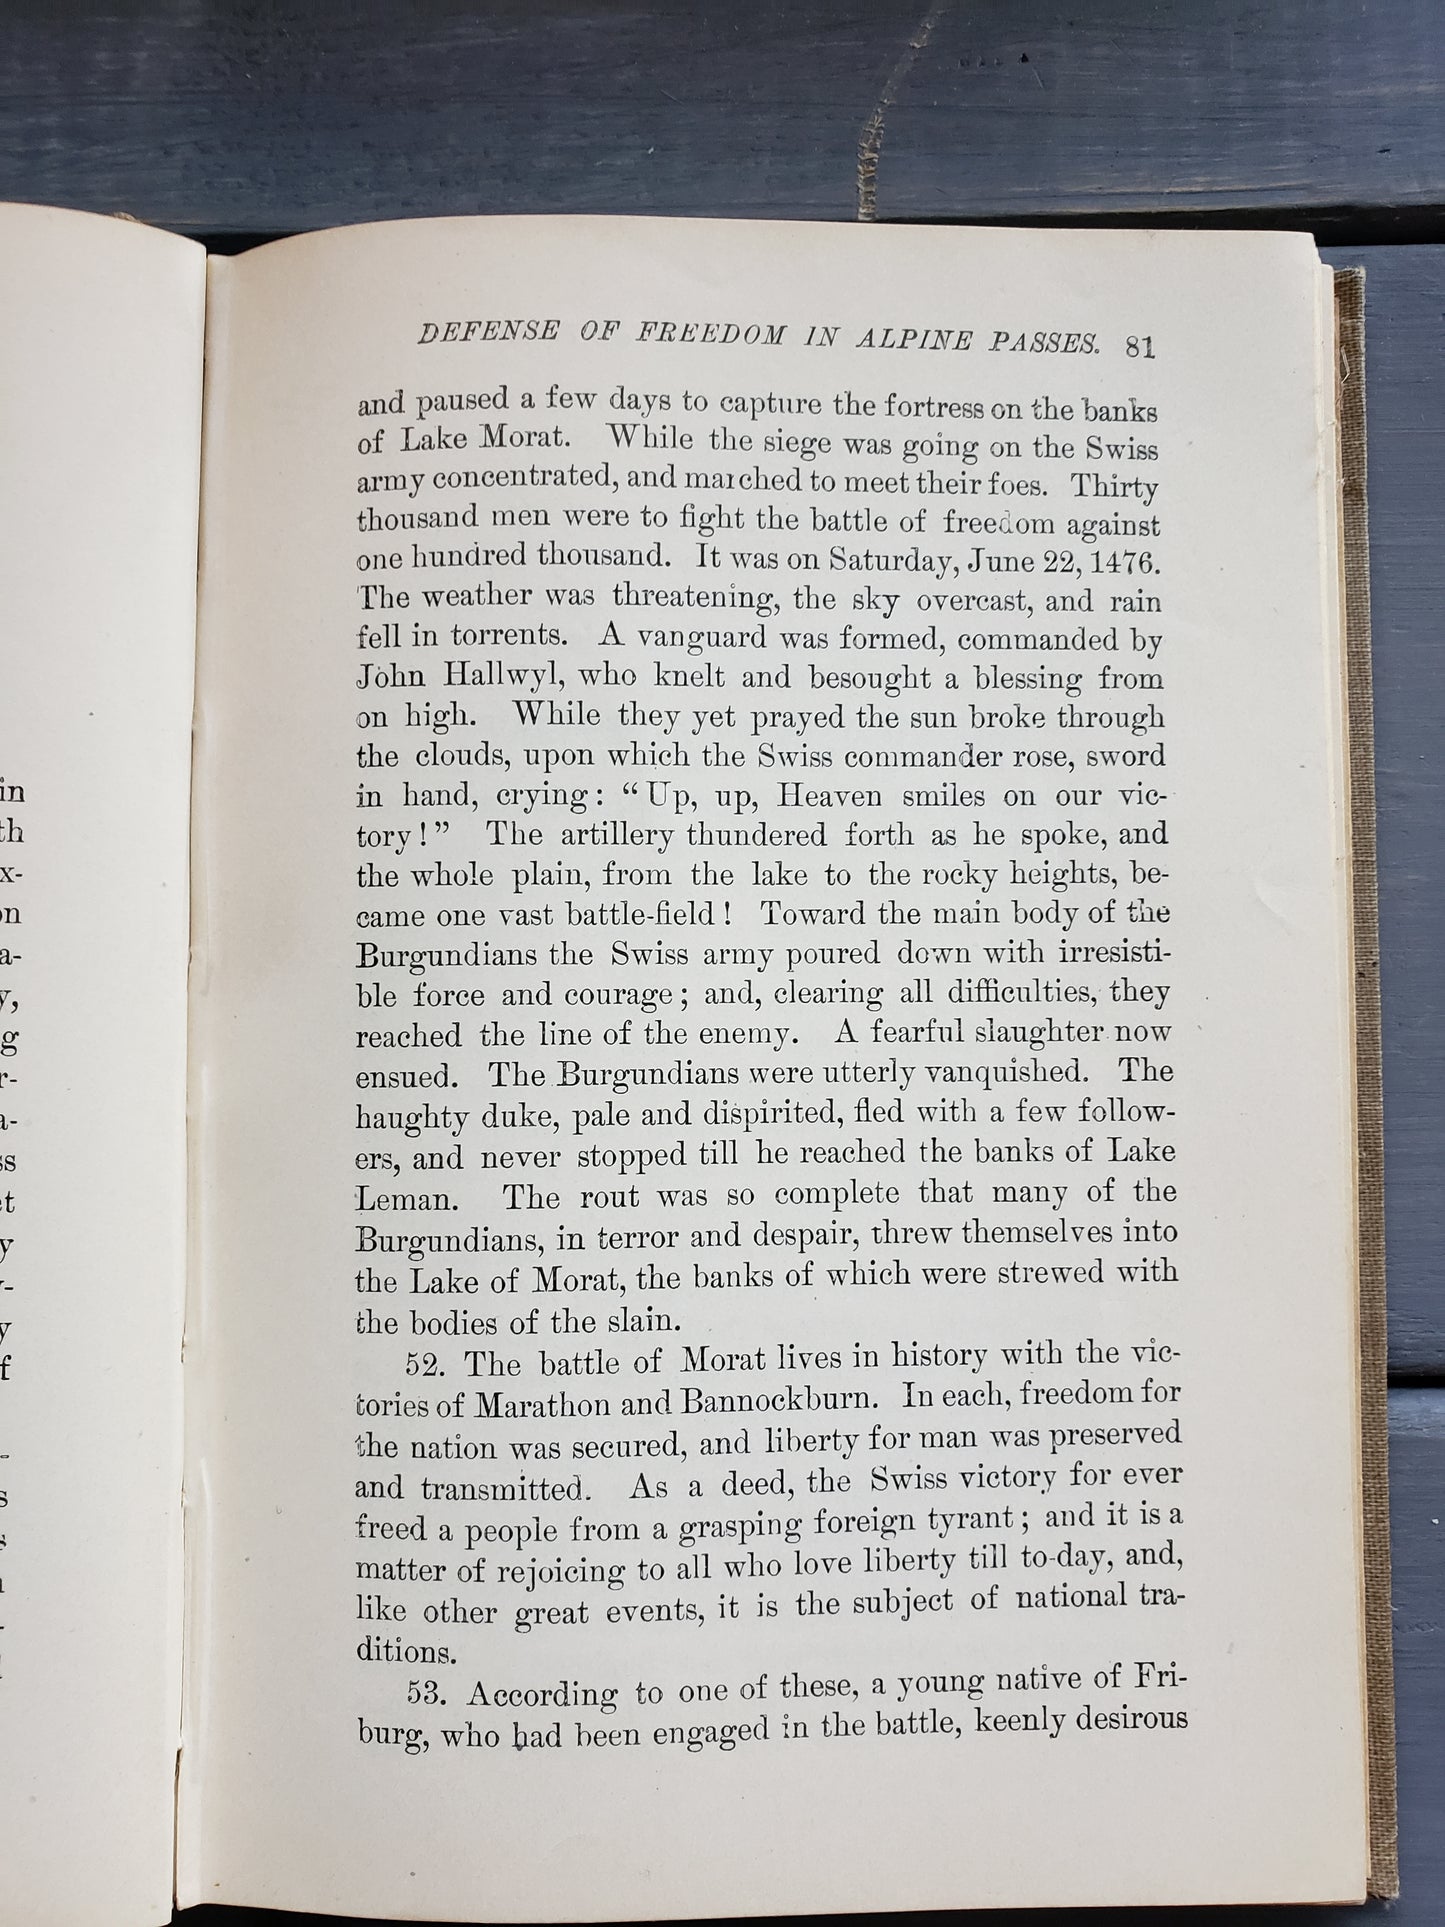 DEFENSE OF FREEDOM IN ALPINE PASSES. 81
and paused a few days to capture the fortress on the banks
of Lake Morat. While the siege was going on the Swiss
army concentrated, and marched to meet their foes. Thirty
thousand men were to fight the battle of freedom against
one hundred thousand. It was on Saturday, June 22, 1476.
The weather was threatening, the sky overcast, and rain
fell in torrents. A vanguard was formed, commanded by
John Hallwyl, who knelt and besought a blessing from
on high. While they yet prayed the sun broke through
the clouds, upon which the Swiss commander rose, sword
in hand, crying: “Up, up, Heaven smiles on our vic-
tory!” The artillery thundered forth as he spoke, and
the whole plain, from the lake to the rocky heights, be-
came one vast battle-field! Toward the main body of the
Burgundians the Swiss army poured down with irresisti-
ble force and courage; and, clearing all difficulties, they
reached the line of the enemy. A fearful slaughter now
ensued. The Burgundians were utterly vanquished. The
haughty duke, pale and dispirited, fled with a few follow-
ers, and never stopped till he reached the banks of Lake
Leman. The rout was so complete that many of the
Burgundians, in terror and despair, threw themselves into
the Lake of Morat, the banks of which were strewed with
the bodies of the slain.
52. The battle of Morat lives in history with the vic-
tories of Marathon and Bannockburn. In each, freedom for
the nation was secured, and liberty for man was preserved
and transmitted. As a deed, the Swiss victory for ever
freed a people from a grasping foreign tyrant; and it is a
matter of rejoicing to all who love liberty till to-day, and,
like other great events, it is the subject of national tra-
ditions.
53. According to one of these, a young native of Fri-
burg, who had been engaged in the battle, keenly desirous